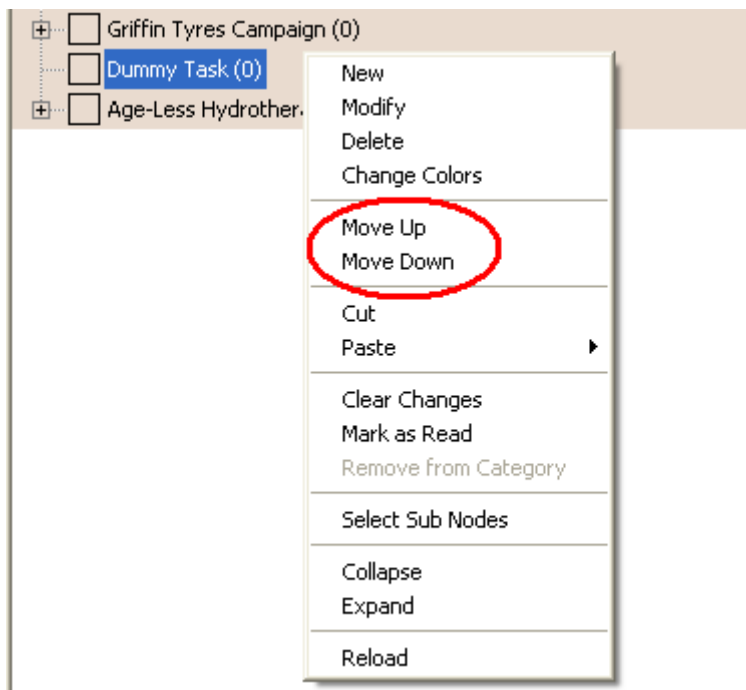 Griffin Tyres Campaign (0)
Dummy Task (0)
Age-Less Hydrother
New
Modify
Delete
Change Colors
Move Up
Move Down
Cut
Paste
Clear Changes
Mark as Read
Remove from Category
Select Sub Nodes
Collapse
Expand
Reload